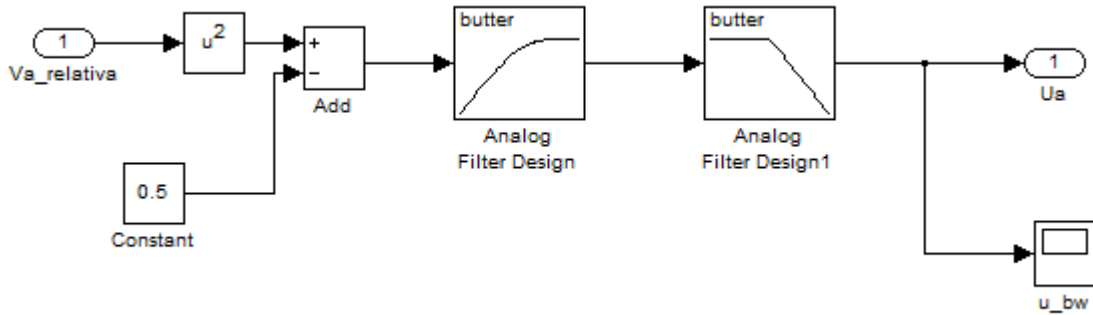 1
Va_relativa
u²
+
−
Add
0.5
Constant
butter
Analog
Filter Design
butter
Analog
Filter Design1
1
Ua
u_bw